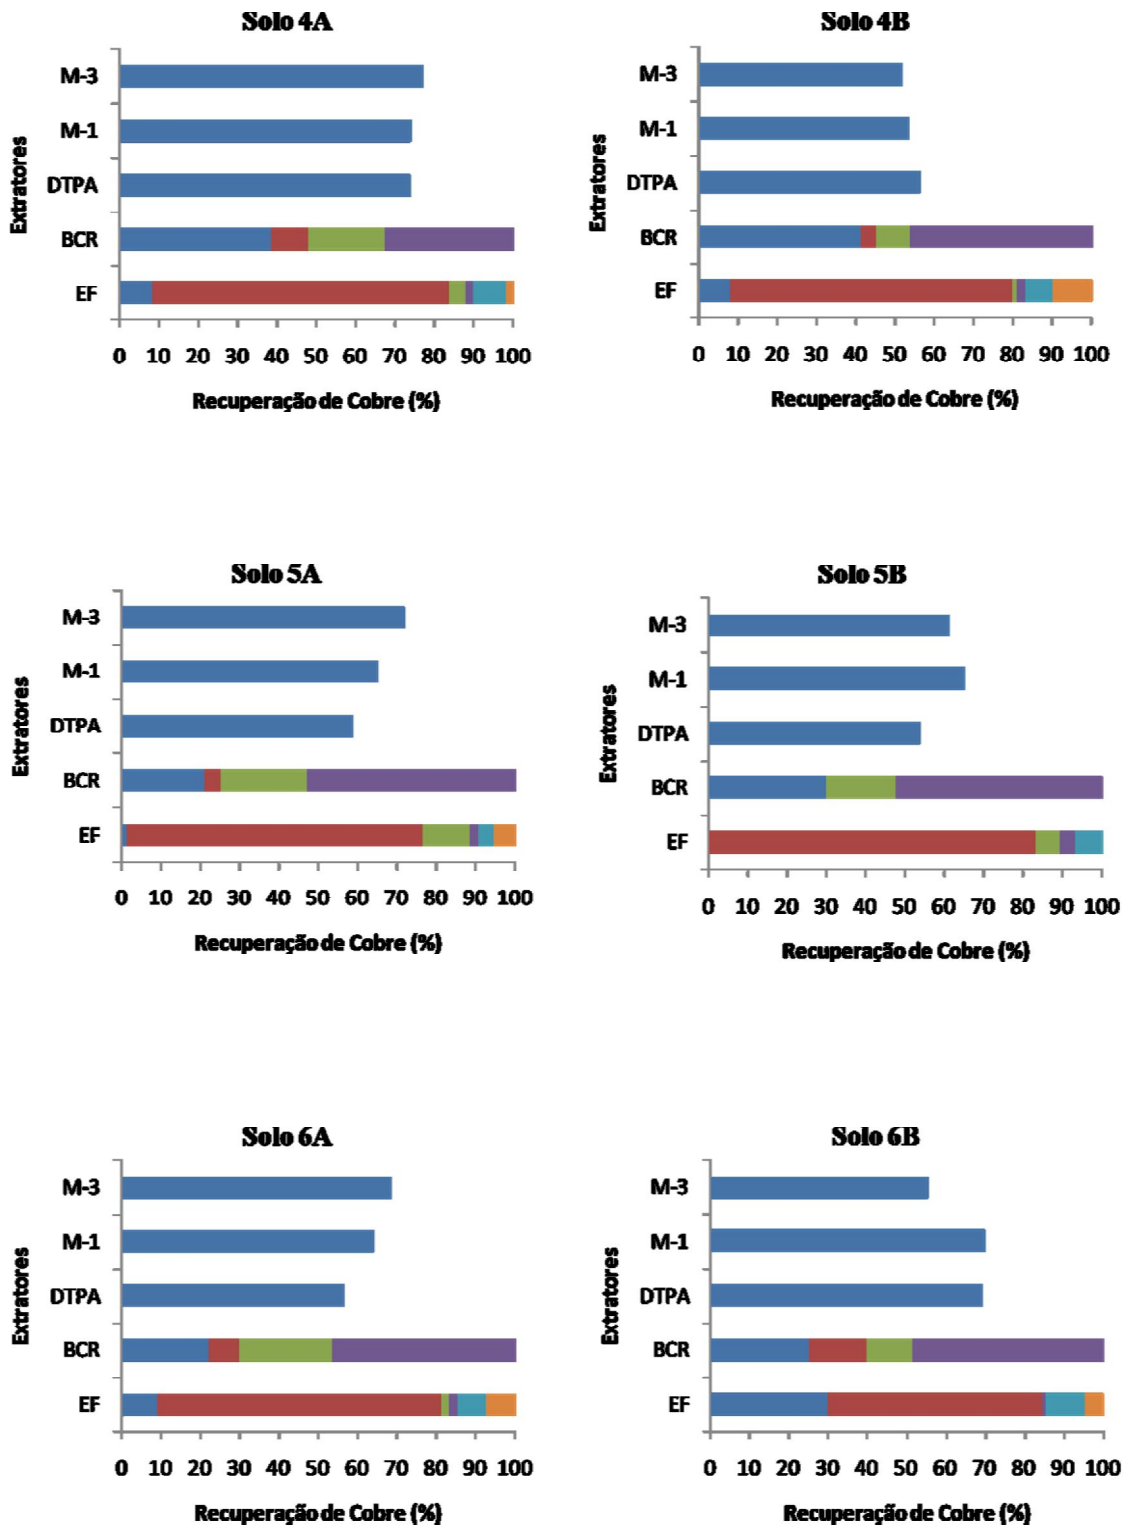 Solo 4A
Extratores
M-3
M-1
DTPA
BCR
EF
0 10 20 30 40 50 60 70 80 90 100
Recuperação de Cobre (%)
Solo 4B
Extratores
M-3
M-1
DTPA
BCR
EF
0 10 20 30 40 50 60 70 80 90 100
Recuperação de Cobre (%)
Solo 5A
Extratores
M-3
M-1
DTPA
BCR
EF
0 10 20 30 40 50 60 70 80 90 100
Recuperação de Cobre (%)
Solo 5B
Extratores
M-3
M-1
DTPA
BCR
EF
0 10 20 30 40 50 60 70 80 90 100
Recuperação de Cobre (%)
Solo 6A
Extratores
M-3
M-1
DTPA
BCR
EF
0 10 20 30 40 50 60 70 80 90 100
Recuperação de Cobre (%)
Solo 6B
Extratores
M-3
M-1
DTPA
BCR
EF
0 10 20 30 40 50 60 70 80 90 100
Recuperação de Cobre (%)